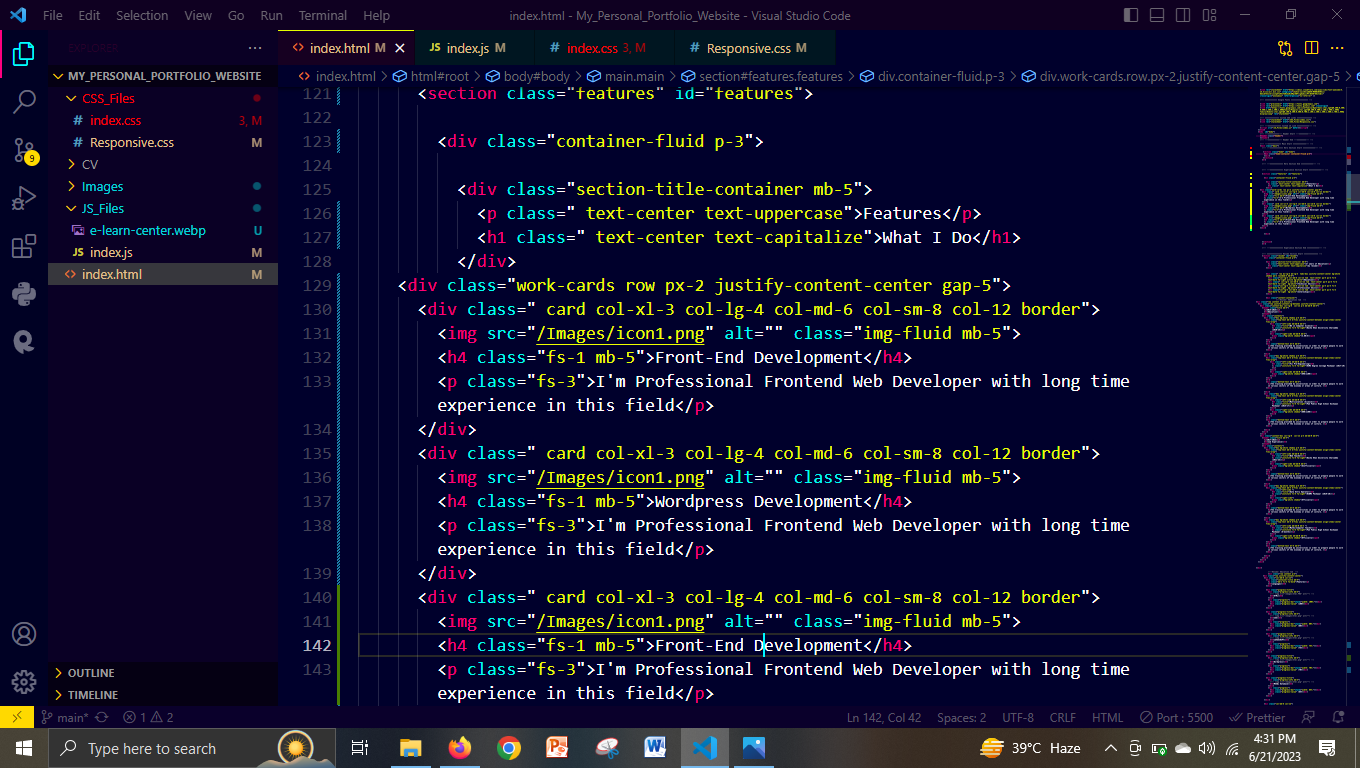 File Edit Selection View Go Run Terminal Help index.html - My_Personal_Portfolio_Website - Visual Studio Code
EXPLORER
index.html M index.js M index.css 3, M Responsive.css M
MY_PERSONAL_PORTFOLIO_WEBSITE
CSS_Files
index.css 3, M
Responsive.css M
CV
Images
JS_Files
e-learn-center.webp U
index.js M
index.html M
OUTLINE
TIMELINE
9
index.html > html#root > body#body > main.main > section#features.features > div.container-fluid.p-3 > div.work-cards.row.px-2.justify-content-center.gap-5 >
121 <section class="features" id="features">
122
123 <div class="container-fluid p-3">
124
125 <div class="section-title-container mb-5">
126 <p class=" text-center text-uppercase">Features</p>
127 <h1 class=" text-center text-capitalize">What I Do</h1>
128 </div>
129 <div class="work-cards row px-2 justify-content-center gap-5">
130 <div class=" card col-xl-3 col-lg-4 col-md-6 col-sm-8 col-12 border">
131 <img src="/Images/icon1.png" alt="" class="img-fluid mb-5">
132 <h4 class="fs-1 mb-5">Front-End Development</h4>
133 <p class="fs-3">I'm Professional Frontend Web Developer with long time
experience in this field</p>
134 </div>
135 <div class=" card col-xl-3 col-lg-4 col-md-6 col-sm-8 col-12 border">
136 <img src="/Images/icon1.png" alt="" class="img-fluid mb-5">
137 <h4 class="fs-1 mb-5">Wordpress Development</h4>
138 <p class="fs-3">I'm Professional Frontend Web Developer with long time
experience in this field</p>
139 </div>
140 <div class=" card col-xl-3 col-lg-4 col-md-6 col-sm-8 col-12 border">
141 <img src="/Images/icon1.png" alt="" class="img-fluid mb-5">
142 <h4 class="fs-1 mb-5">Front-End Development</h4>
143 <p class="fs-3">I'm Professional Frontend Web Developer with long time
experience in this field</p>
main* 1 2 Ln 142, Col 42 Spaces: 2 UTF-8 CRLF HTML Port : 5500 Prettier
Type here to search 39°C Haze 4:31 PM
6/21/2023